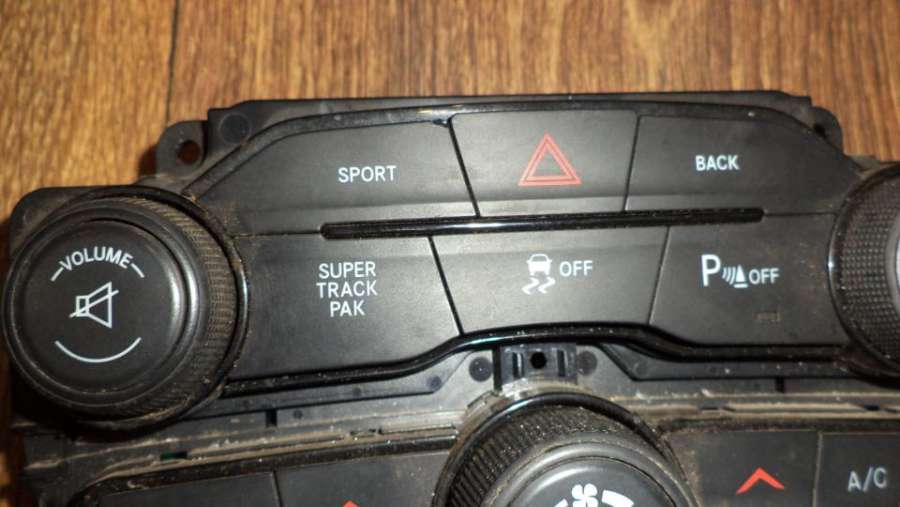 SPORT
BACK
VOLUME
SUPER
TRACK
PAK
OFF
P OFF
A/C